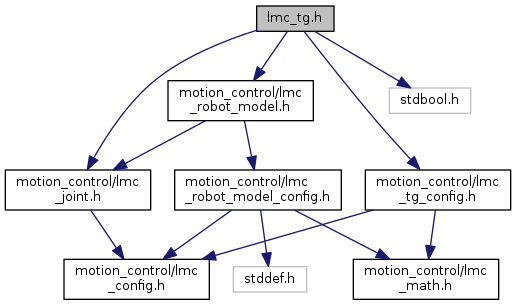 lmc_tg.h
motion_control/lmc
_robot_model.h
stdbool.h
motion_control/lmc
_joint.h
motion_control/lmc
_robot_model_config.h
motion_control/lmc
_tg_config.h
motion_control/lmc
_config.h
stddef.h
motion_control/lmc
_math.h